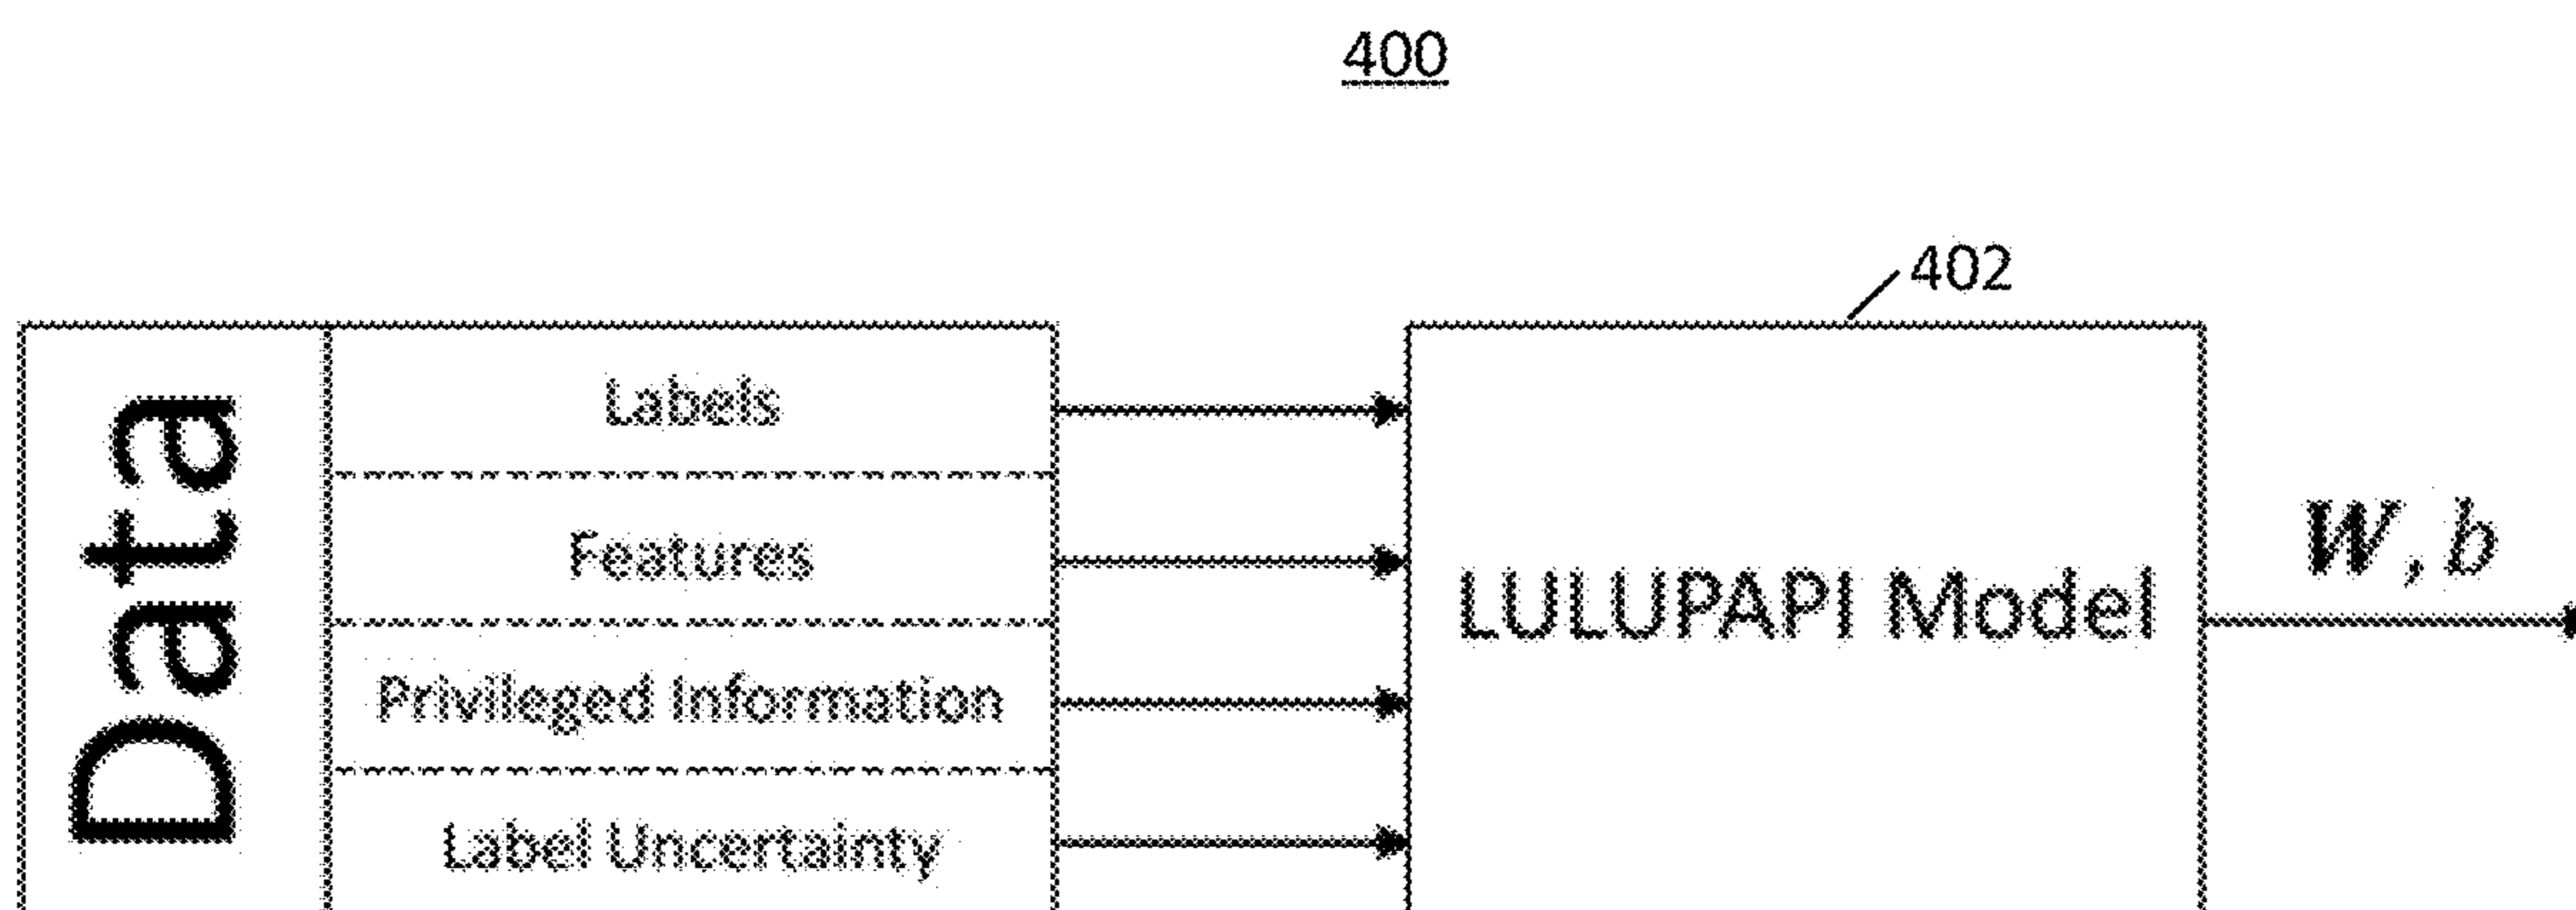 400
402
Data
Labels
Features
Privileged Information
Label Uncertainty
LULUPAPI Model
W, b